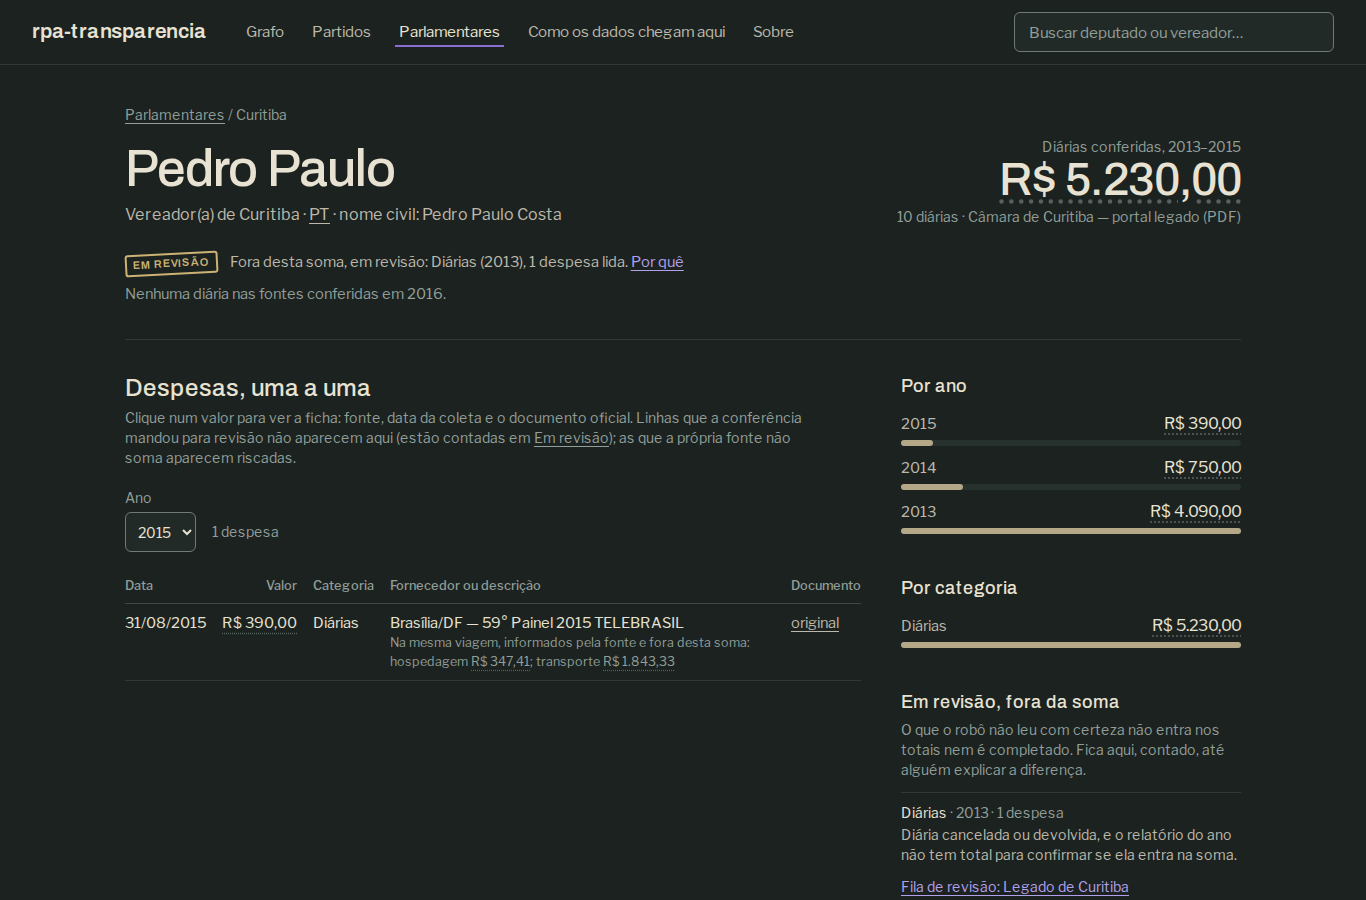 rpa-transparencia
Grafo
Partidos
Parlamentares
Como os dados chegam aqui
Sobre
Buscar deputado ou vereador...
Parlamentares / Curitiba
Pedro Paulo
Vereador(a) de Curitiba · PT · nome civil: Pedro Paulo Costa
Diárias conferidas, 2013–2015
R$ 5.230,00
10 diárias · Câmara de Curitiba — portal legado (PDF)
EM REVISÃO
Fora desta soma, em revisão: Diárias (2013), 1 despesa lida. Por quê
Nenhuma diária nas fontes conferidas em 2016.
Despesas, uma a uma
Clique num valor para ver a ficha: fonte, data da coleta e o documento oficial. Linhas que a conferência
mandou para revisão não aparecem aqui (estão contadas em Em revisão); as que a própria fonte não
soma aparecem riscadas.
Ano
2015
1 despesa
Data Valor Categoria Fornecedor ou descrição Documento
31/08/2015 R$ 390,00 Diárias Brasília/DF — 59° Painel 2015 TELEBRASIL original
Na mesma viagem, informados pela fonte e fora desta soma:
hospedagem R$ 347,41; transporte R$ 1.843,33
Por ano
2015 R$ 390,00
2014 R$ 750,00
2013 R$ 4.090,00
Por categoria
Diárias R$ 5.230,00
Em revisão, fora da soma
O que o robô não leu com certeza não entra nos
totais nem é completado. Fica aqui, contado, até
alguém explicar a diferença.
Diárias · 2013 · 1 despesa
Diária cancelada ou devolvida, e o relatório do ano
não tem total para confirmar se ela entra na soma.
Fila de revisão: Legado de Curitiba